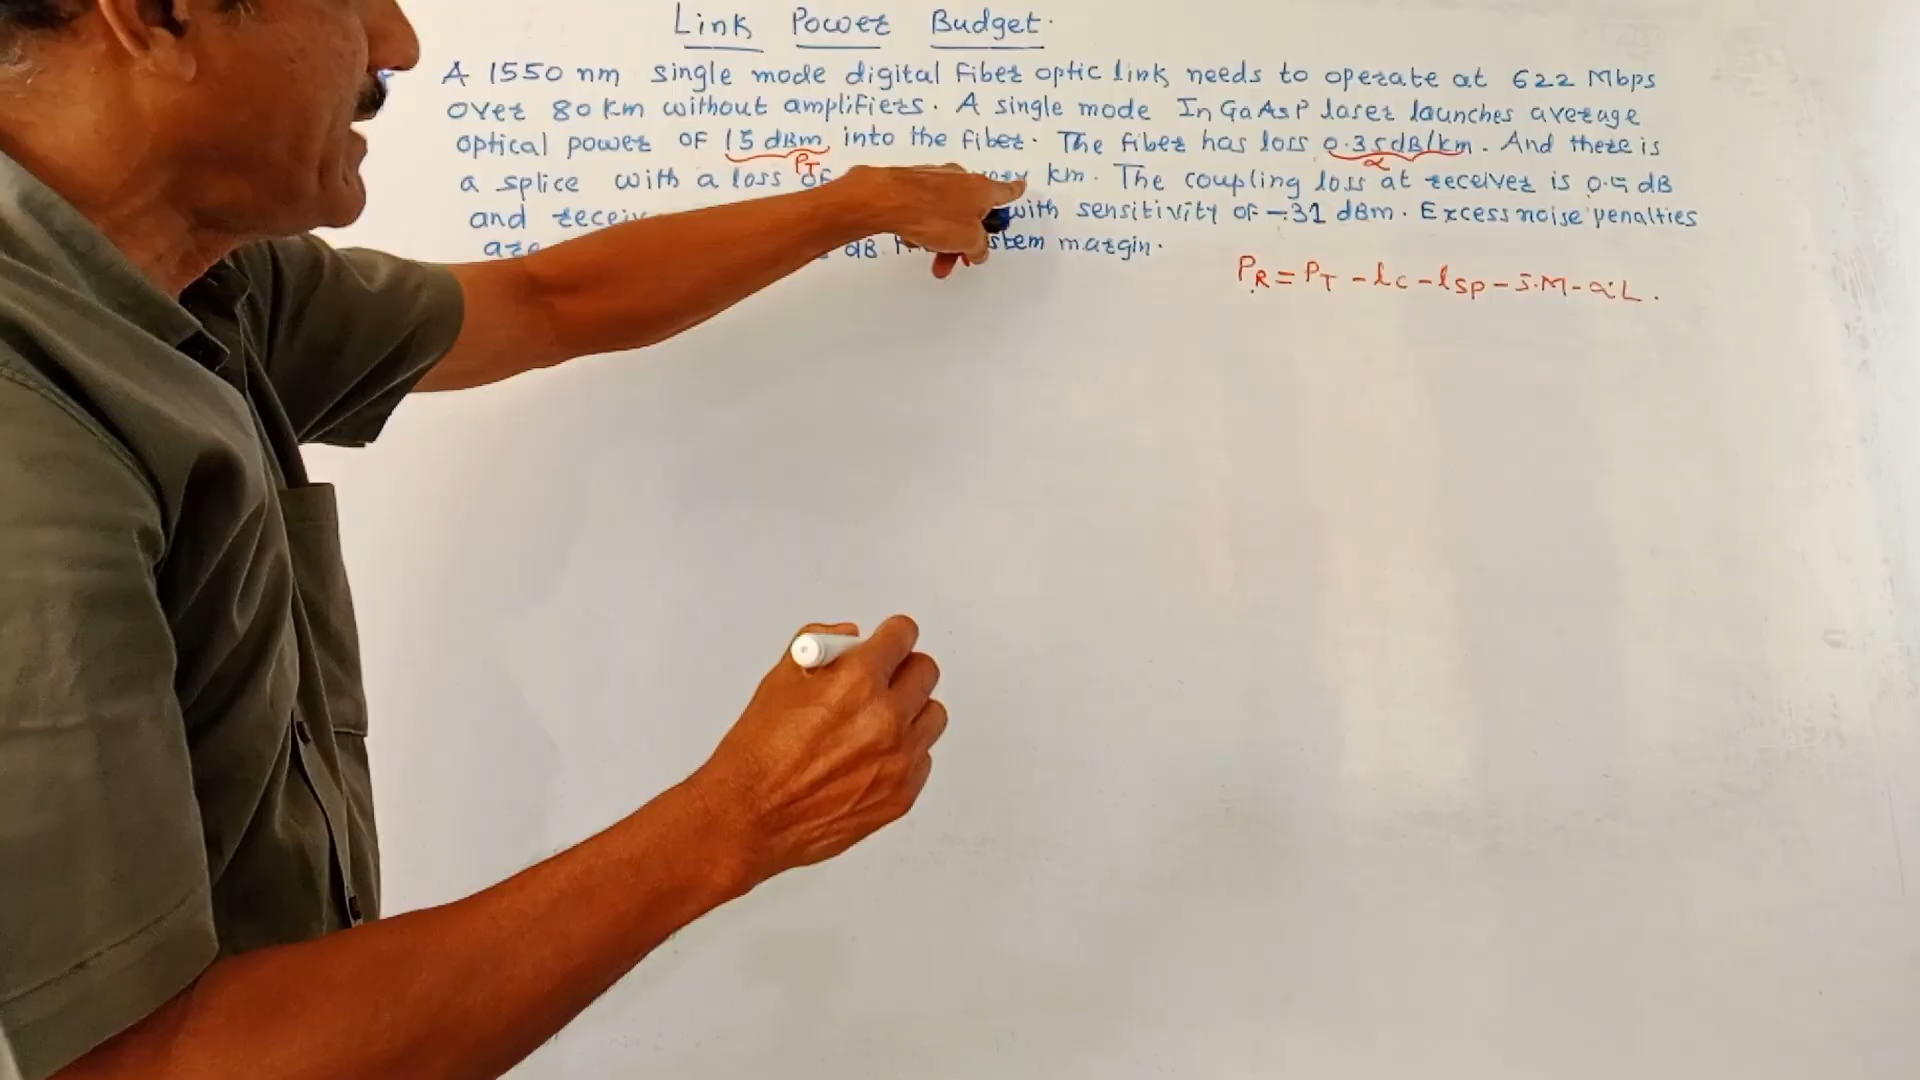 Link Power Budget.
A 1550 nm single mode digital fiber optic link needs to operate at 622 Mbps
over 80 km without amplifiers. A single mode InGaAsP laser launches average
optical power of 15 dBm into the fiber. The fiber has loss 0.35dB/km. And there is
PT α
a splice with a loss of km. The coupling loss at receiver is 0.5 dB
and with sensitivity of -31 dBm. Excess noise penalties
are dB. margin.
PR = PT - lc - lsp - S.M - αL.